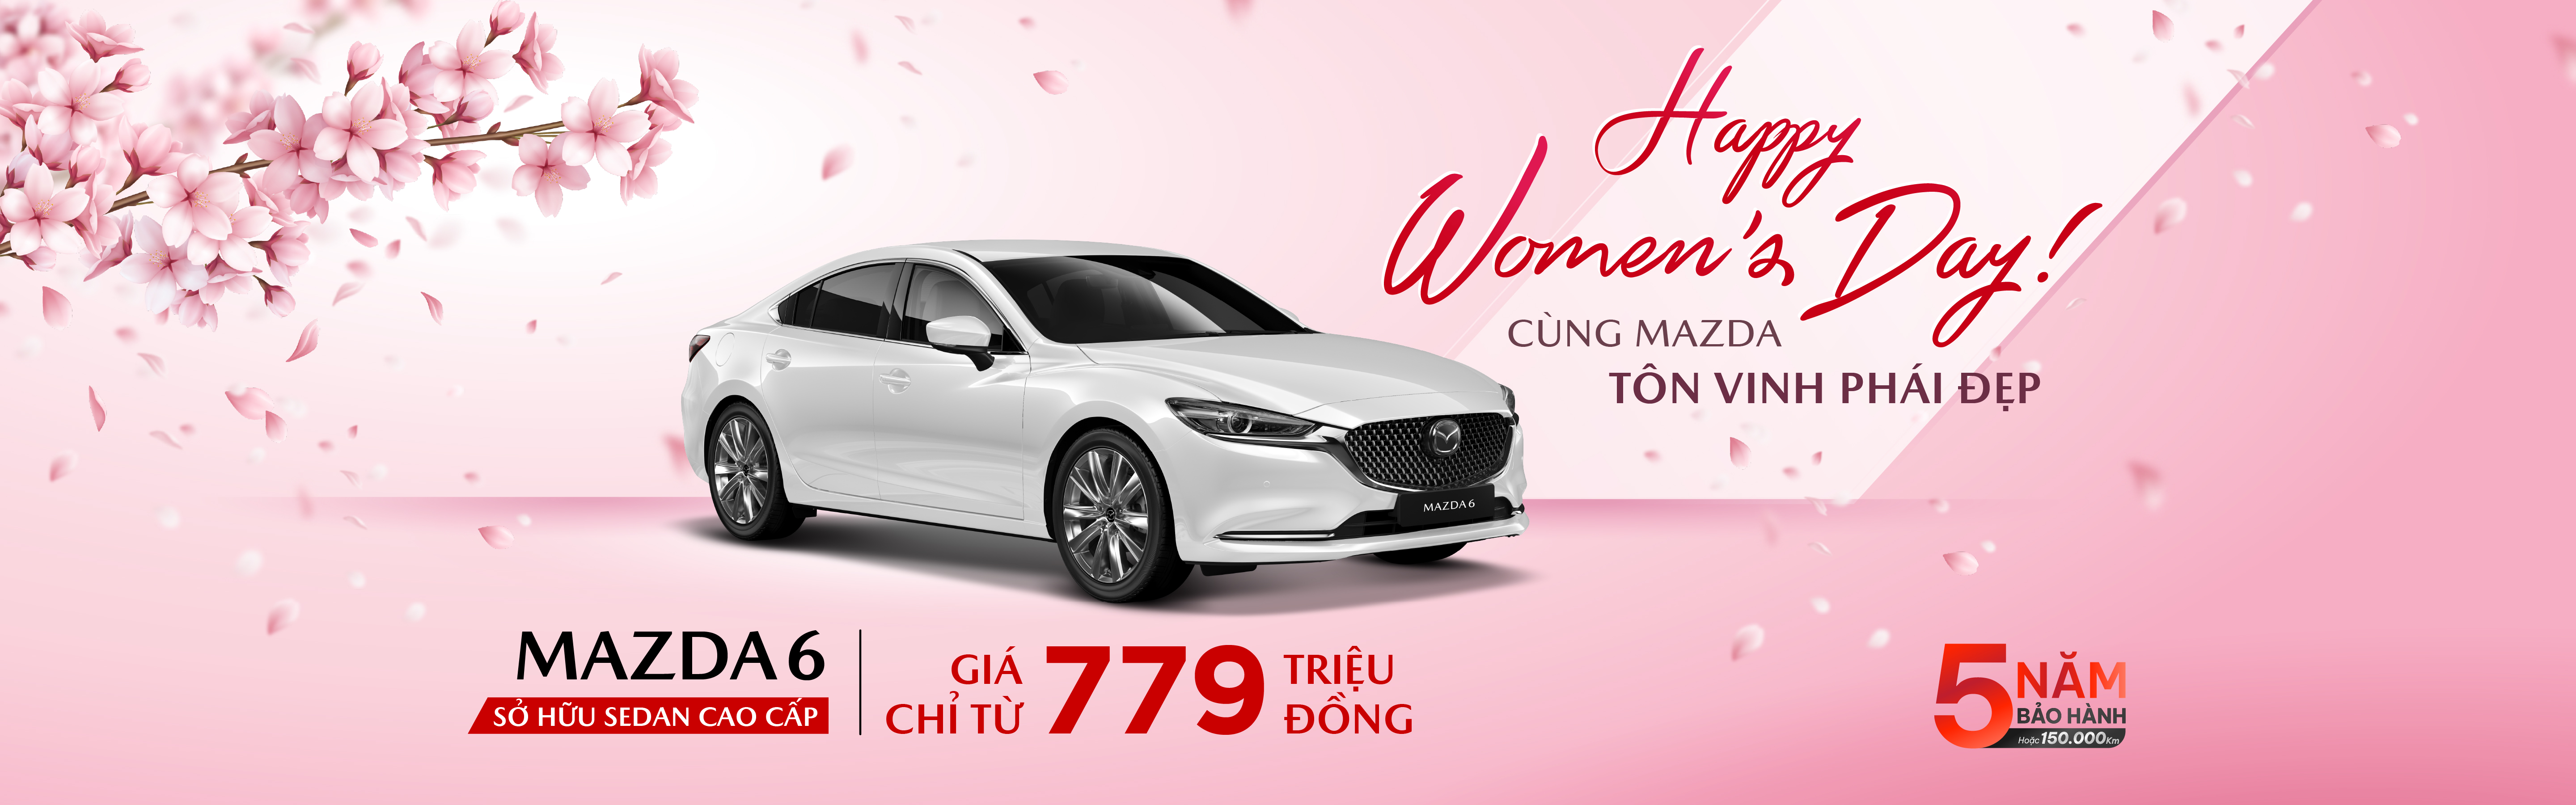 Happy
Women's Day!
CÙNG MAZDA
TÔN VINH PHÁI ĐẸP
MAZDA 6
MAZDA 6
SỞ HỮU SEDAN CAO CẤP
GIÁ
CHỈ TỪ
779
TRIỆU
ĐỒNG
5 NĂM
BẢO HÀNH
Hoặc 150.000Km